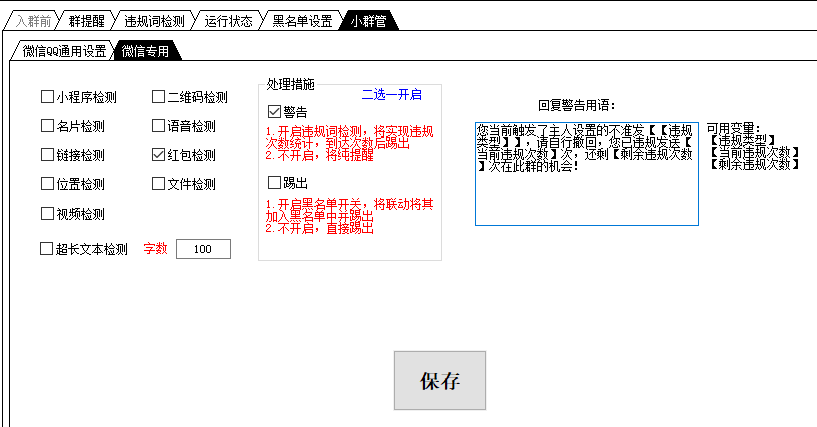 入群前 群提醒 违规词检测 运行状态 黑名单设置 小群管
微信QQ通用设置 微信专用
小程序检测 二维码检测
名片检测 语音检测
链接检测 红包检测
位置检测 文件检测
视频检测
超长文本检测 字数 100
处理措施
二选一开启
警告
1.开启违规词检测，将实现违规
次数统计，到达次数后踢出
2.不开启，将纯提醒
踢出
1.开启黑名单开关，将联动将其
加入黑名单中并踢出
2.不开启，直接踢出
回复警告用语：
您当前触发了主人设置的不准发【【违规
类型】】，请自行撤回，您已违规发送【
当前违规次数】次，还剩【剩余违规次数
】次在此群的机会！
可用变量：
【违规类型】
【当前违规次数】
【剩余违规次数】
保存